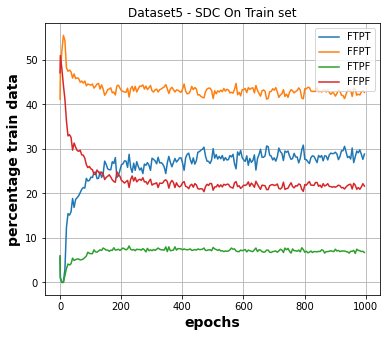 Dataset5 - SDC On Train set
percentage train data
50
40
30
20
10
0
FTPT
FFPT
FTPF
FFPF
0 200 400 600 800 1000
epochs